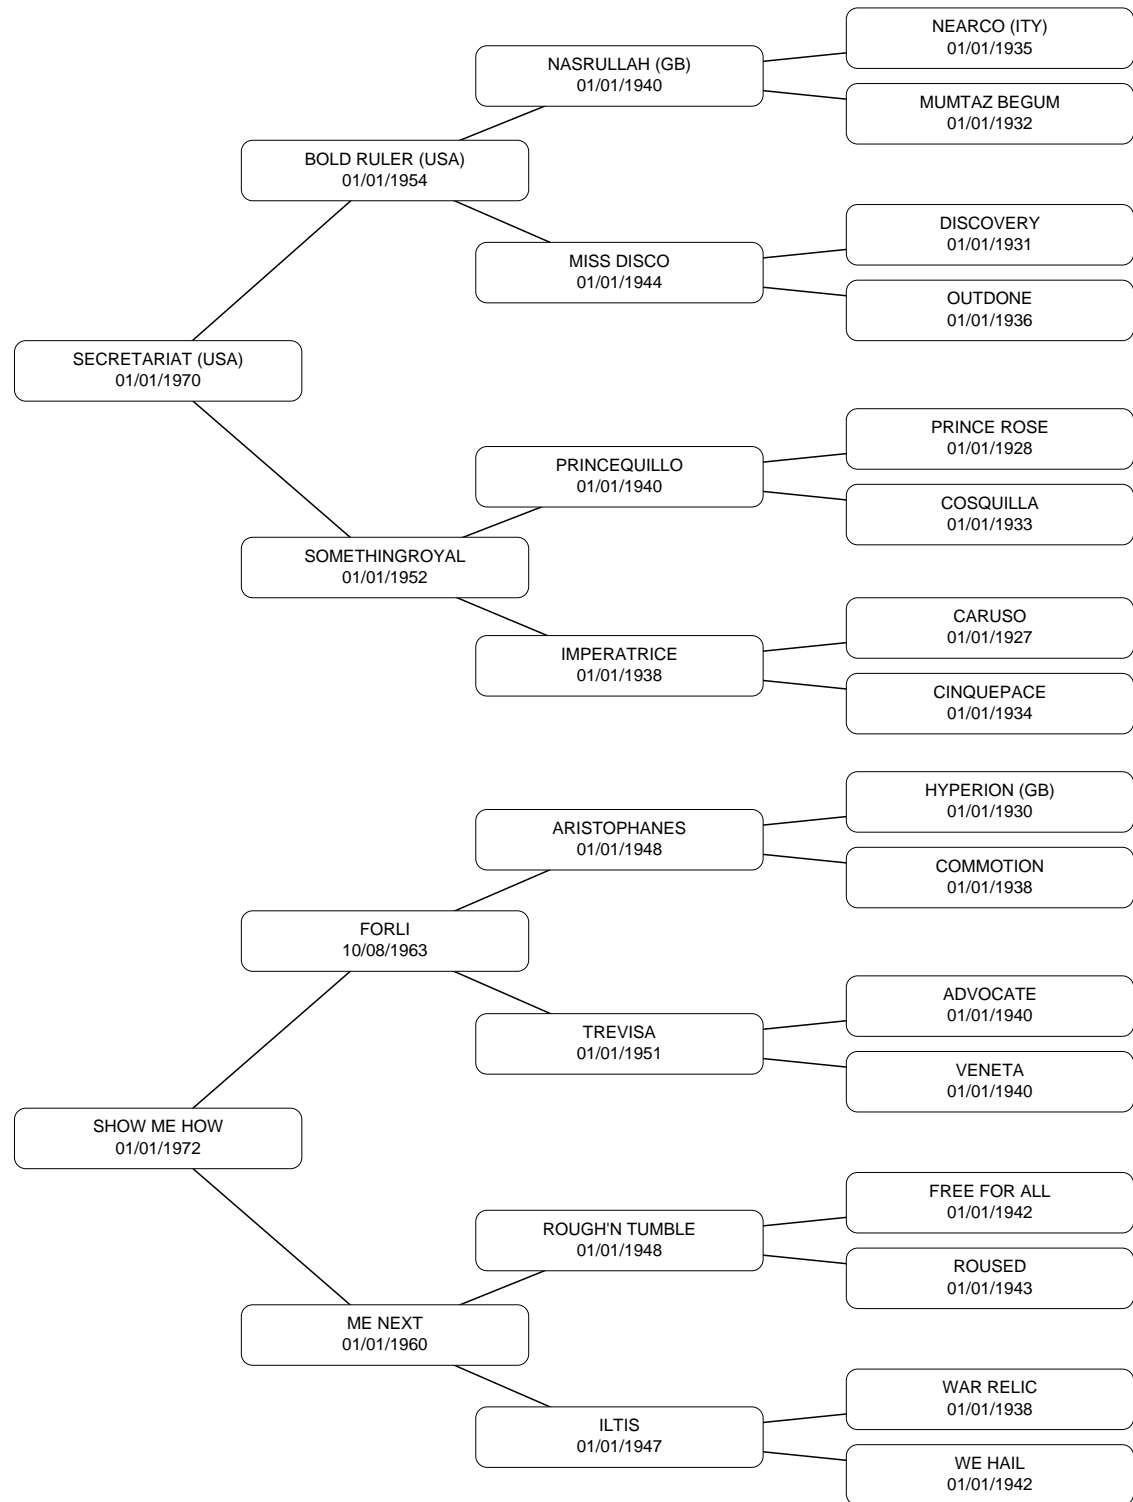 NEARCO (ITY)
01/01/1935
NASRULLAH (GB)
01/01/1940
MUMTAZ BEGUM
01/01/1932
BOLD RULER (USA)
01/01/1954
DISCOVERY
01/01/1931
MISS DISCO
01/01/1944
OUTDONE
01/01/1936
SECRETARIAT (USA)
01/01/1970
PRINCE ROSE
01/01/1928
PRINCEQUILLO
01/01/1940
COSQUILLA
01/01/1933
SOMETHINGROYAL
01/01/1952
CARUSO
01/01/1927
IMPERATRICE
01/01/1938
CINQUEPACE
01/01/1934
HYPERION (GB)
01/01/1930
ARISTOPHANES
01/01/1948
COMMOTION
01/01/1938
FORLI
10/08/1963
ADVOCATE
01/01/1940
TREVISA
01/01/1951
VENETA
01/01/1940
SHOW ME HOW
01/01/1972
FREE FOR ALL
01/01/1942
ROUGH'N TUMBLE
01/01/1948
ROUSED
01/01/1943
ME NEXT
01/01/1960
WAR RELIC
01/01/1938
ILTIS
01/01/1947
WE HAIL
01/01/1942